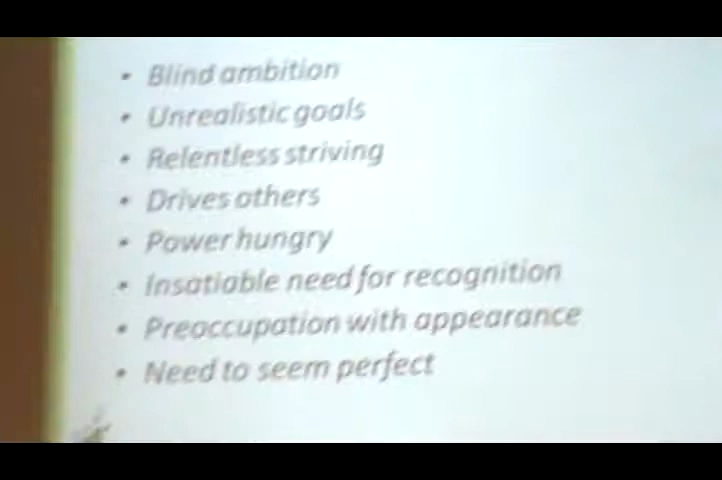 • Blind ambition
• Unrealistic goals
• Relentless striving
• Drives others
• Power hungry
• Insatiable need for recognition
• Preoccupation with appearance
• Need to seem perfect